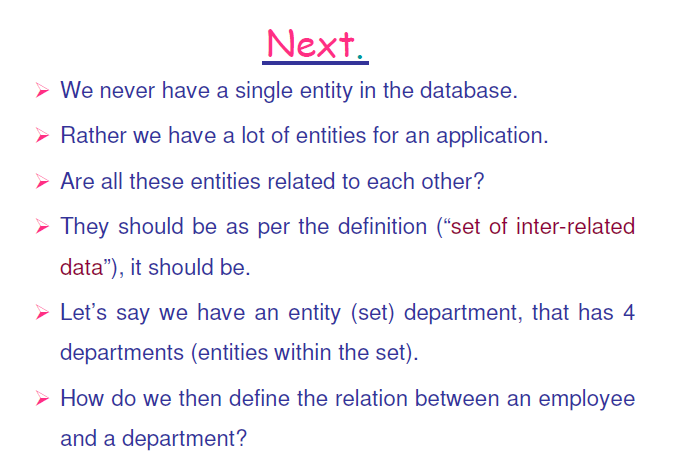 Next.
➢ We never have a single entity in the database.
➢ Rather we have a lot of entities for an application.
➢ Are all these entities related to each other?
➢ They should be as per the definition (“set of inter-related
data”), it should be.
➢ Let’s say we have an entity (set) department, that has 4
departments (entities within the set).
➢ How do we then define the relation between an employee
and a department?